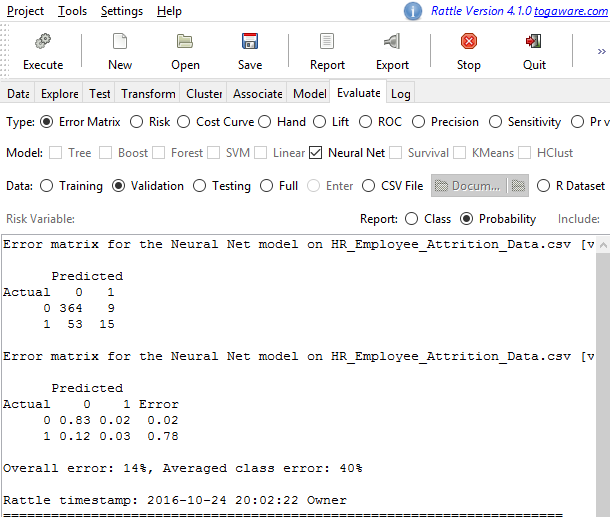 Project Tools Settings Help Rattle Version 4.1.0 togaware.com
Execute New Open Save Report Export Stop Quit »
Data Explore Test Transform Cluster Associate Model Evaluate Log
Type: Error Matrix Risk Cost Curve Hand Lift ROC Precision Sensitivity Pr v
Model: Tree Boost Forest SVM Linear Neural Net Survival KMeans HClust
Data: Training Validation Testing Full Enter CSV File Docum... R Dataset
Risk Variable: Report: Class Probability Include:
Error matrix for the Neural Net model on HR_Employee_Attrition_Data.csv [v
Predicted
Actual 0 1
0 364 9
1 53 15
Error matrix for the Neural Net model on HR_Employee_Attrition_Data.csv [v
Predicted
Actual 0 1 Error
0 0.83 0.02 0.02
1 0.12 0.03 0.78
Overall error: 14%, Averaged class error: 40%
Rattle timestamp: 2016-10-24 20:02:22 Owner
======================================================================